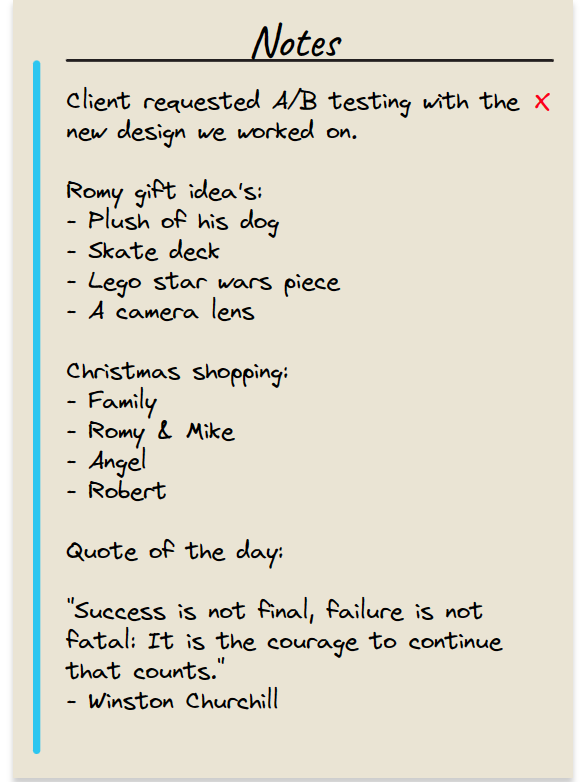 Notes
Client requested A/B testing with the X
new design we worked on.
Romy gift idea's:
- Plush of his dog
- Skate deck
- Lego star wars piece
- A camera lens
Christmas shopping:
- Family
- Romy & Mike
- Angel
- Robert
Quote of the day:
"Success is not final, failure is not
fatal: It is the courage to continue
that counts."
- Winston Churchill